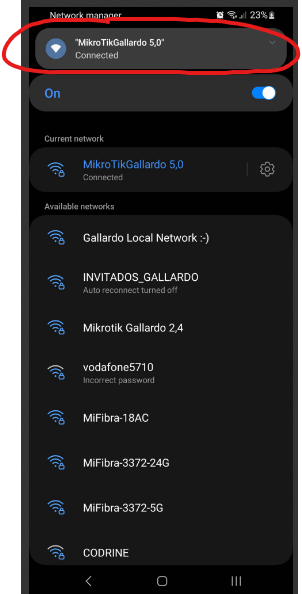 Network manager
23%
"MikroTikGallardo 5,0"
Connected
On
Current network
MikroTikGallardo 5,0
Connected
Available networks
Gallardo Local Network :-)
INVITADOS_GALLARDO
Auto reconnect turned off
Mikrotik Gallardo 2,4
vodafone5710
Incorrect password
MiFibra-18AC
MiFibra-3372-24G
MiFibra-3372-5G
CODRINE